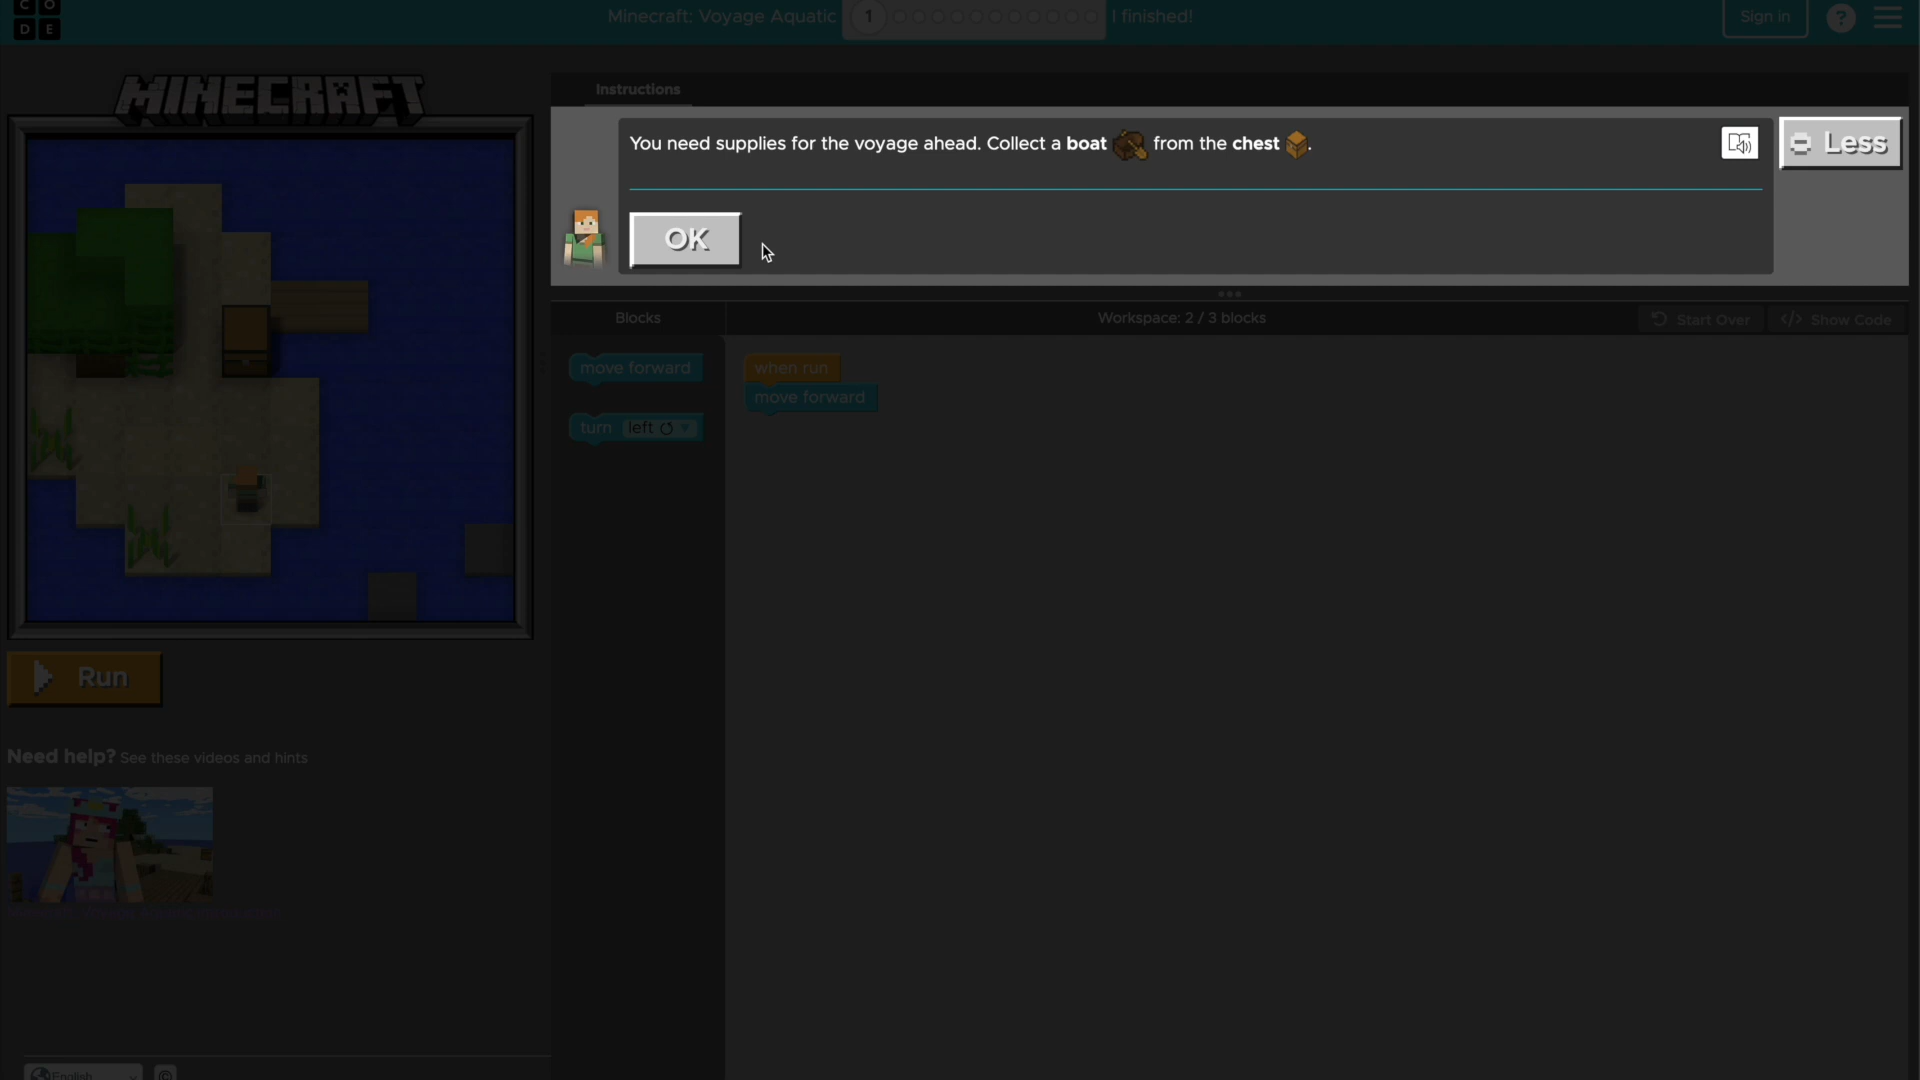 C O
D E
Minecraft: Voyage Aquatic
1
I finished!
Sign in
?
MINECRAFT
Instructions
You need supplies for the voyage ahead. Collect a boat from the chest.
Less
OK
Blocks
Workspace: 2 / 3 blocks
Start Over
</> Show Code
move forward
turn left
when run
move forward
Run
Need help? See these videos and hints
English
©